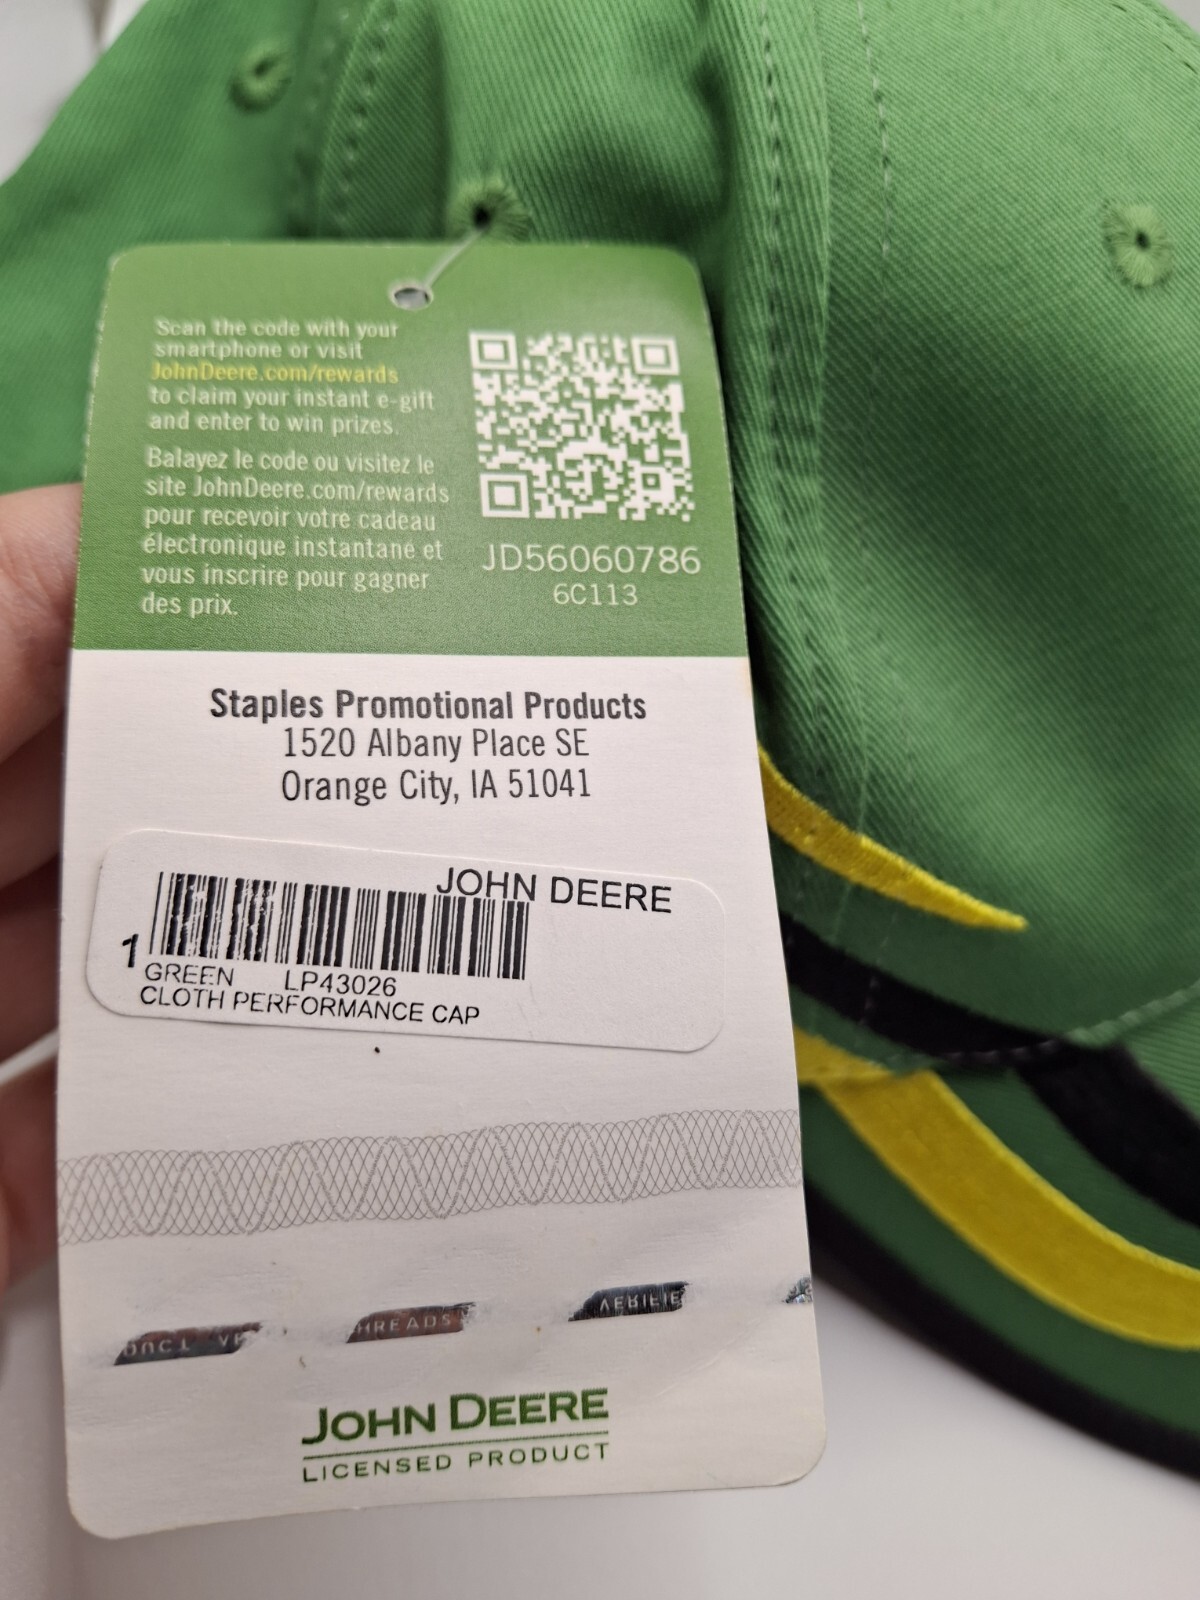 Scan the code with your
smartphone or visit
JohnDeere.com/rewards
to claim your instant e-gift
and enter to win prizes.
Balayez le code ou visitez le
site JohnDeere.com/rewards
pour recevoir votre cadeau
électronique instantané et
vous inscrire pour gagner
des prix.
JD56060786
6C113
Staples Promotional Products
1520 Albany Place SE
Orange City, IA 51041
JOHN DEERE
1
GREEN LP43026
CLOTH PERFORMANCE CAP
HREADS
VERIFIE
JOHN DEERE
LICENSED PRODUCT